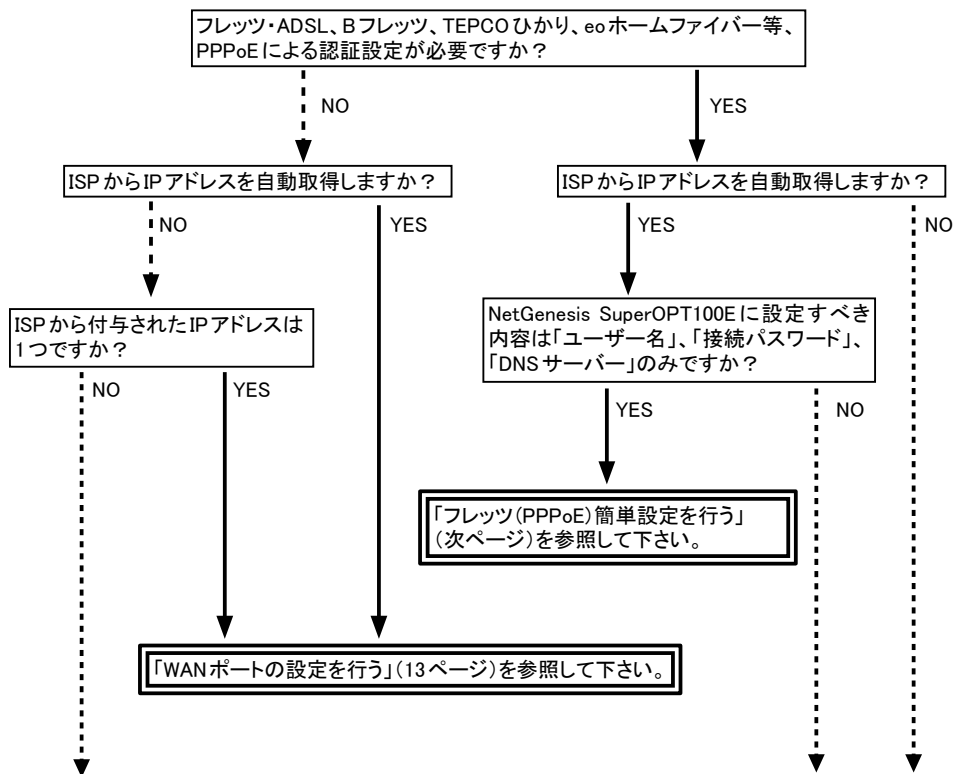 フレッツ・ADSL、Bフレッツ、TEPCOひかり、eoホームファイバー等、
PPPoEによる認証設定が必要ですか？
NO
YES
ISPからIPアドレスを自動取得しますか？
ISPからIPアドレスを自動取得しますか？
NO
YES
YES
NO
ISPから付与されたIPアドレスは
1つですか？
NetGenesis SuperOPT100Eに設定すべき
内容は「ユーザー名」、「接続パスワード」、
「DNSサーバー」のみですか？
NO
YES
YES
NO
「フレッツ（PPPoE）簡単設定を行う」
（次ページ）を参照して下さい。
「WANポートの設定を行う」（13ページ）を参照して下さい。